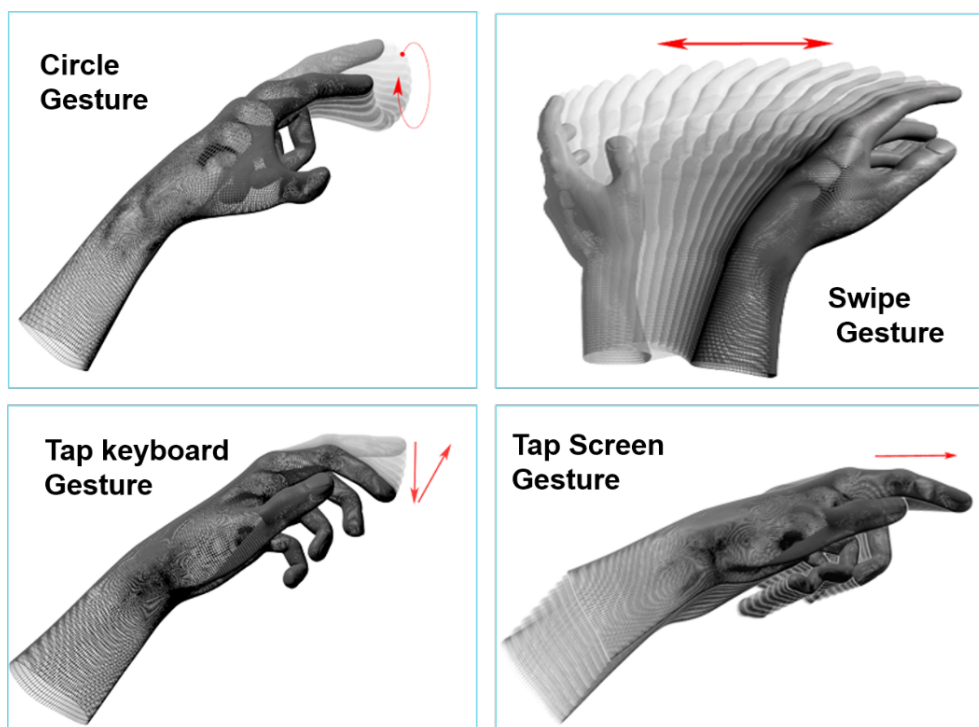 Circle
Gesture
Swipe
Gesture
Tap keyboard
Gesture
Tap Screen
Gesture